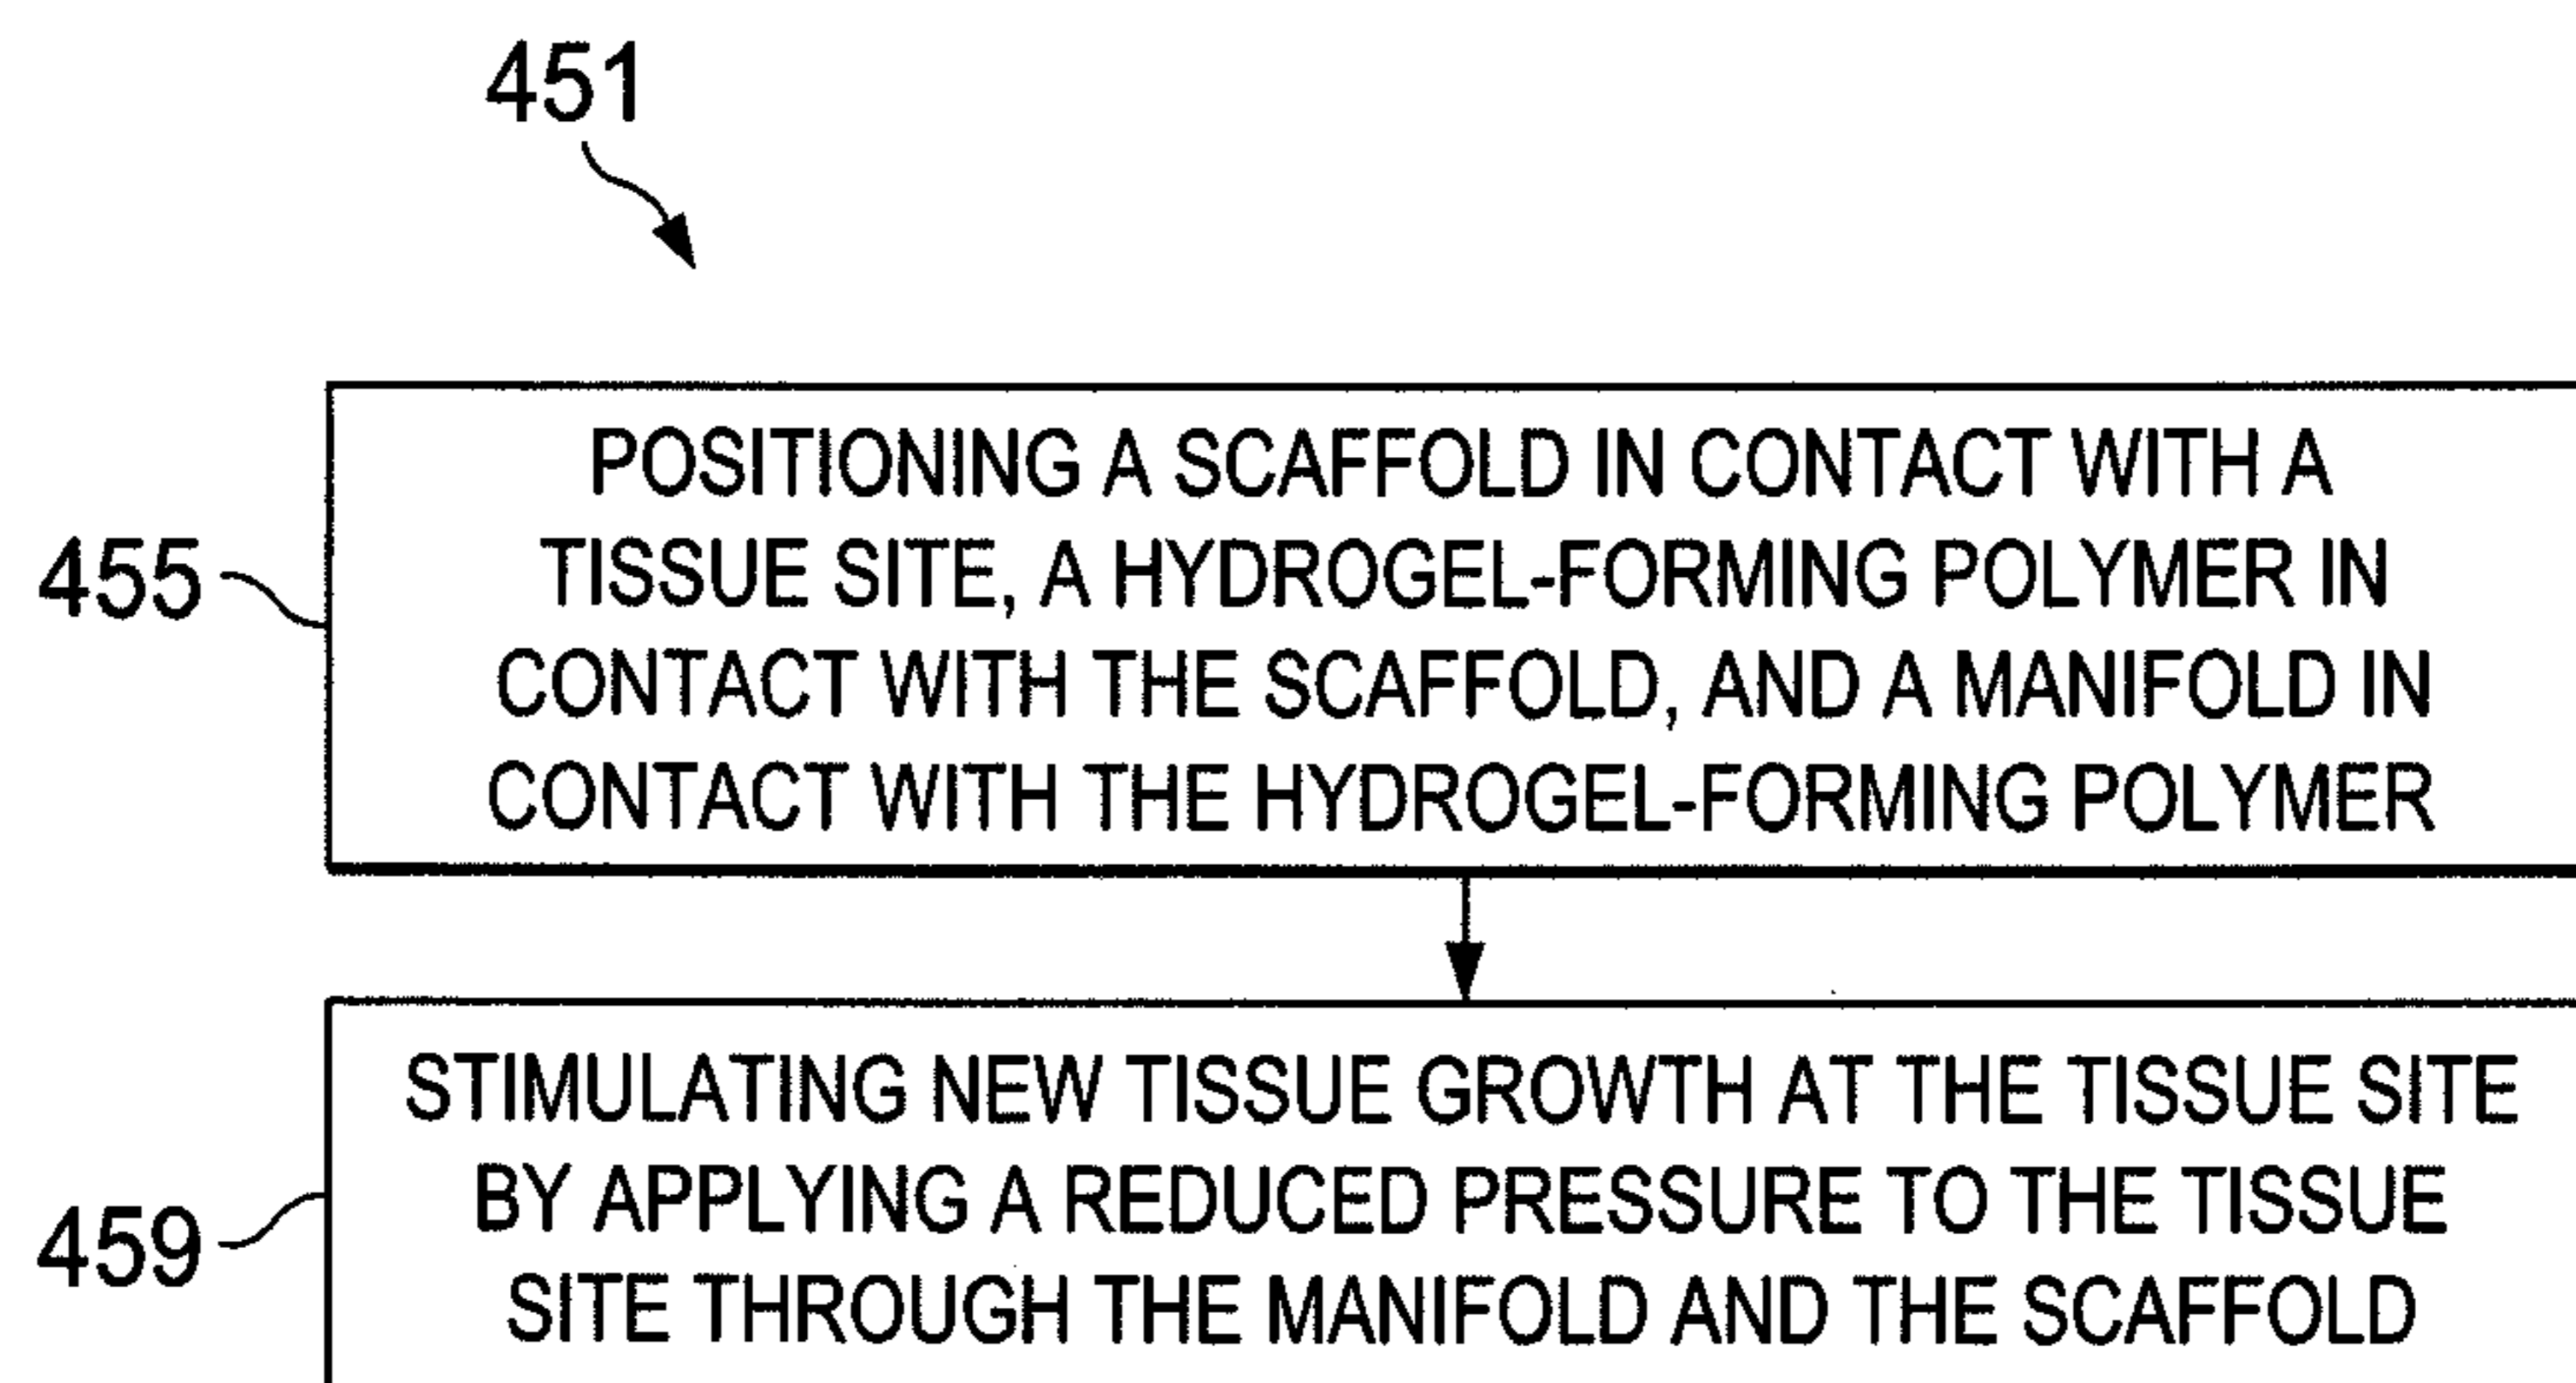 451
455
POSITIONING A SCAFFOLD IN CONTACT WITH A
TISSUE SITE, A HYDROGEL-FORMING POLYMER IN
CONTACT WITH THE SCAFFOLD, AND A MANIFOLD IN
CONTACT WITH THE HYDROGEL-FORMING POLYMER
459
STIMULATING NEW TISSUE GROWTH AT THE TISSUE SITE
BY APPLYING A REDUCED PRESSURE TO THE TISSUE
SITE THROUGH THE MANIFOLD AND THE SCAFFOLD